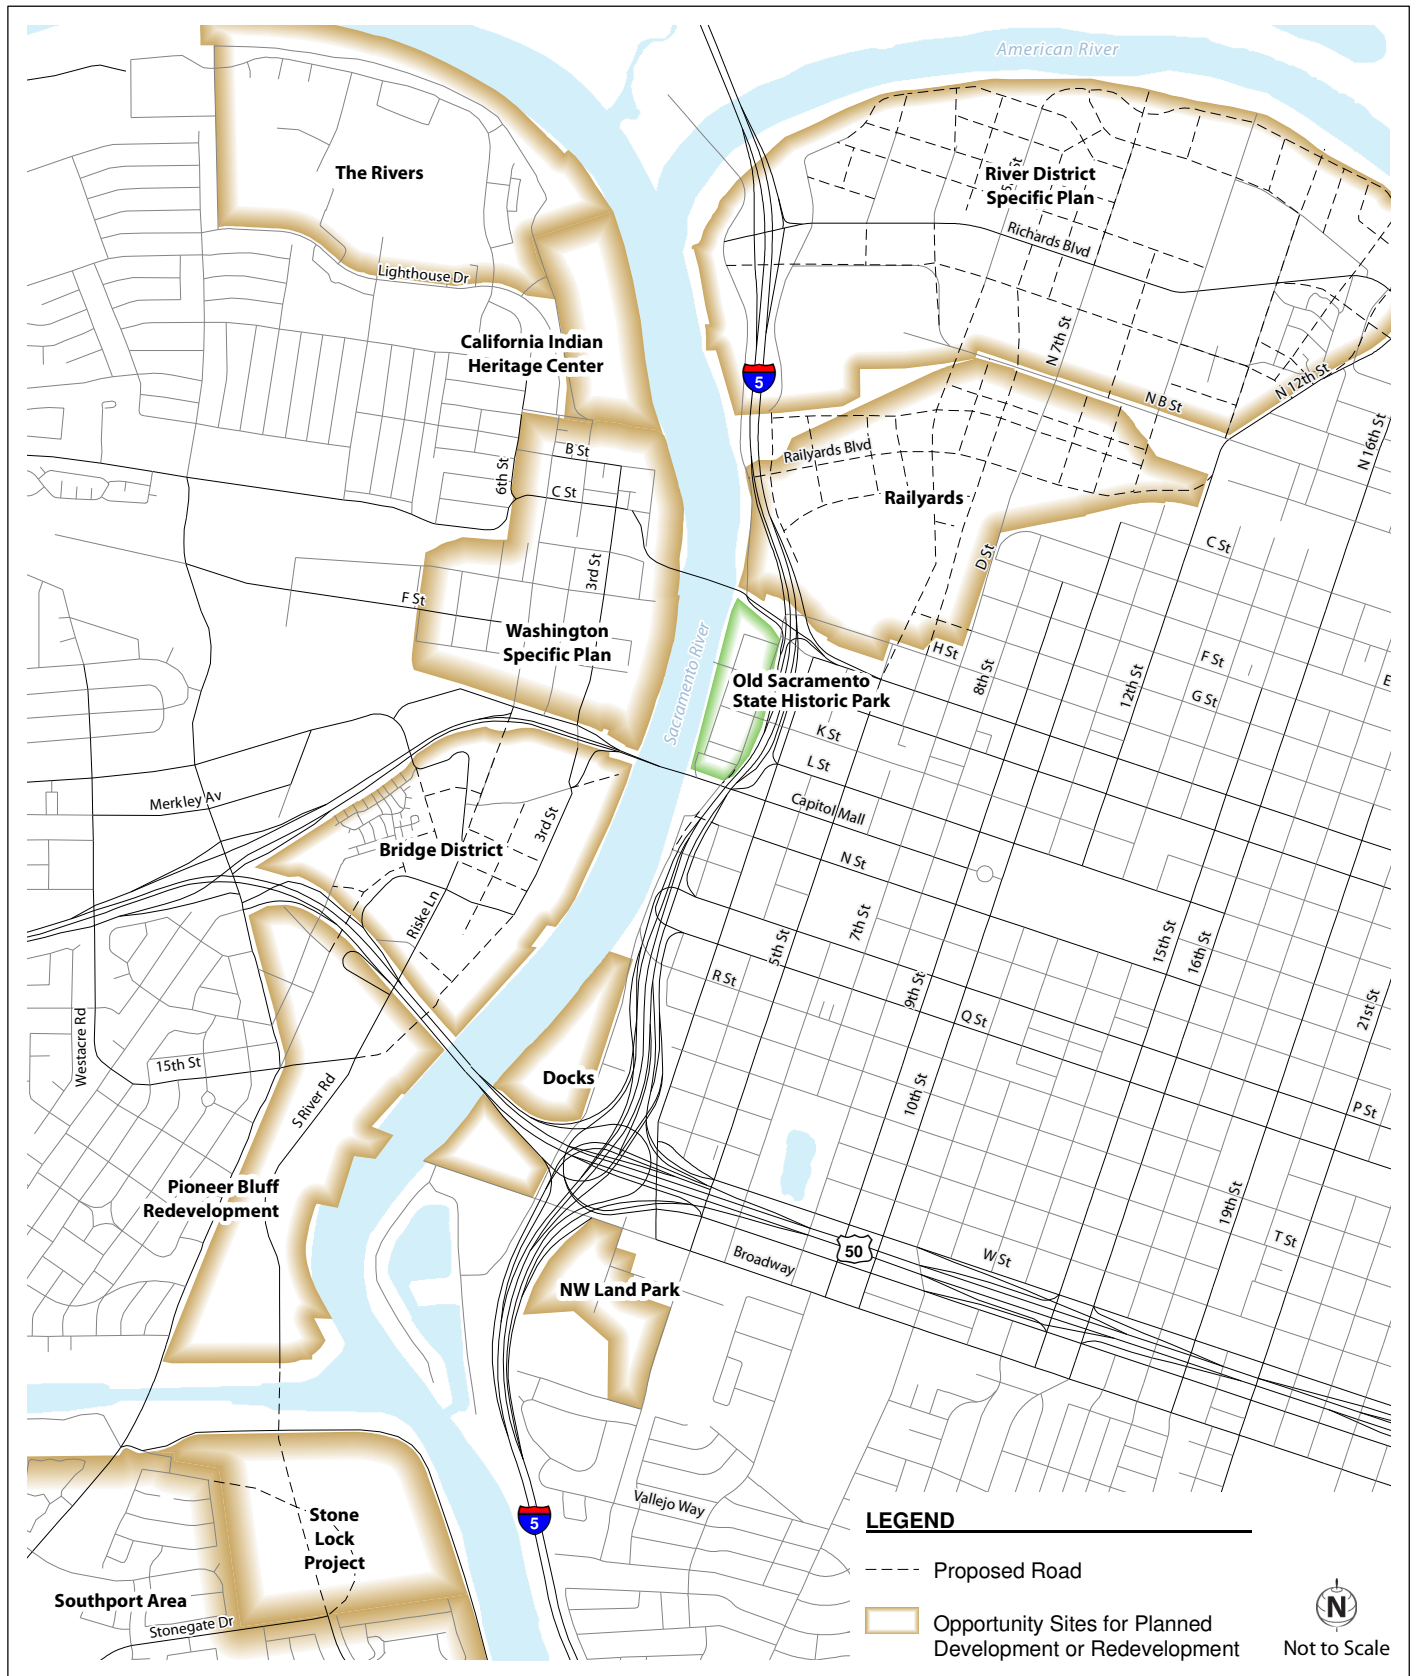 American River
The Rivers
5th St
River District
Specific Plan
Richards Blvd
Lighthouse Dr
California Indian
Heritage Center
N 7th St
5
N B St
N 12th St
N 16th St
B St
6th St
C St
Railyards Blvd
Railyards
3rd St
D St
C St
F St
Washington
Specific Plan
Sacramento River
H St
8th St
12th St
F St
G St
E
Old Sacramento
State Historic Park
K St
L St
Capitol Mall
Merkley Av
3rd St
Bridge District
N St
Riske Ln
7th St
5th St
15th St
16th St
R St
9th St
Q St
21st St
Westacre Rd
15th St
Docks
S River Rd
10th St
P St
Pioneer Bluff
Redevelopment
19th St
T St
50
W St
Broadway
NW Land Park
Vallejo Way
5
Stone
Lock
Project
Southport Area
Stonegate Dr
LEGEND
Proposed Road
Opportunity Sites for Planned
Development or Redevelopment
N
Not to Scale